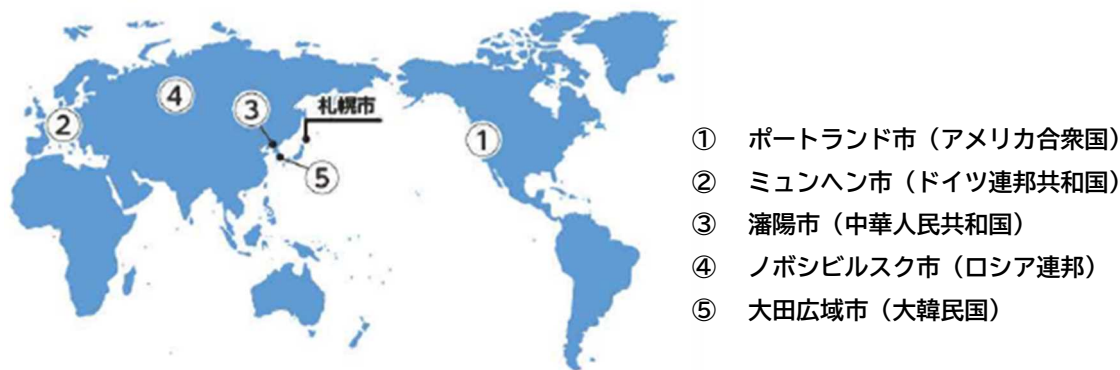 ④
③
札幌市
②
①
⑤
① ポートランド市（アメリカ合衆国）
② ミュンヘン市（ドイツ連邦共和国）
③ 瀋陽市（中華人民共和国）
④ ノボシビルスク市（ロシア連邦）
⑤ 大田広域市（大韓民国）